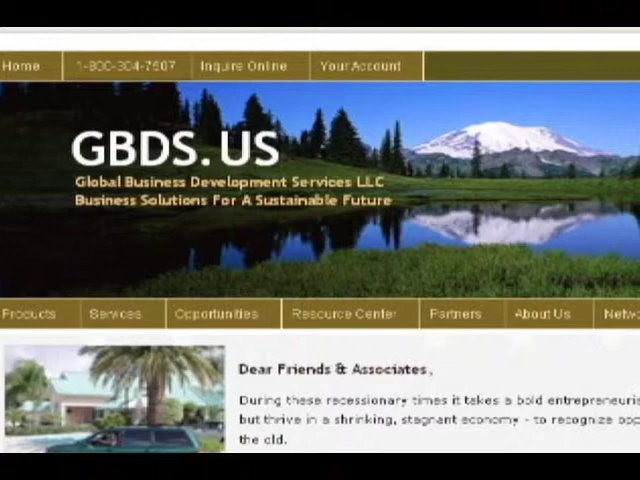 Home 1-800-304-7507 Inquire Online Your Account
GBDS.US
Global Business Development Services LLC
Business Solutions For A Sustainable Future
Products Services Opportunities Resource Center Partners About Us
Dear Friends & Associates,
During these recessionary times it takes a bold
but thrive in a shrinking, stagnant economy - to recognize
the old.